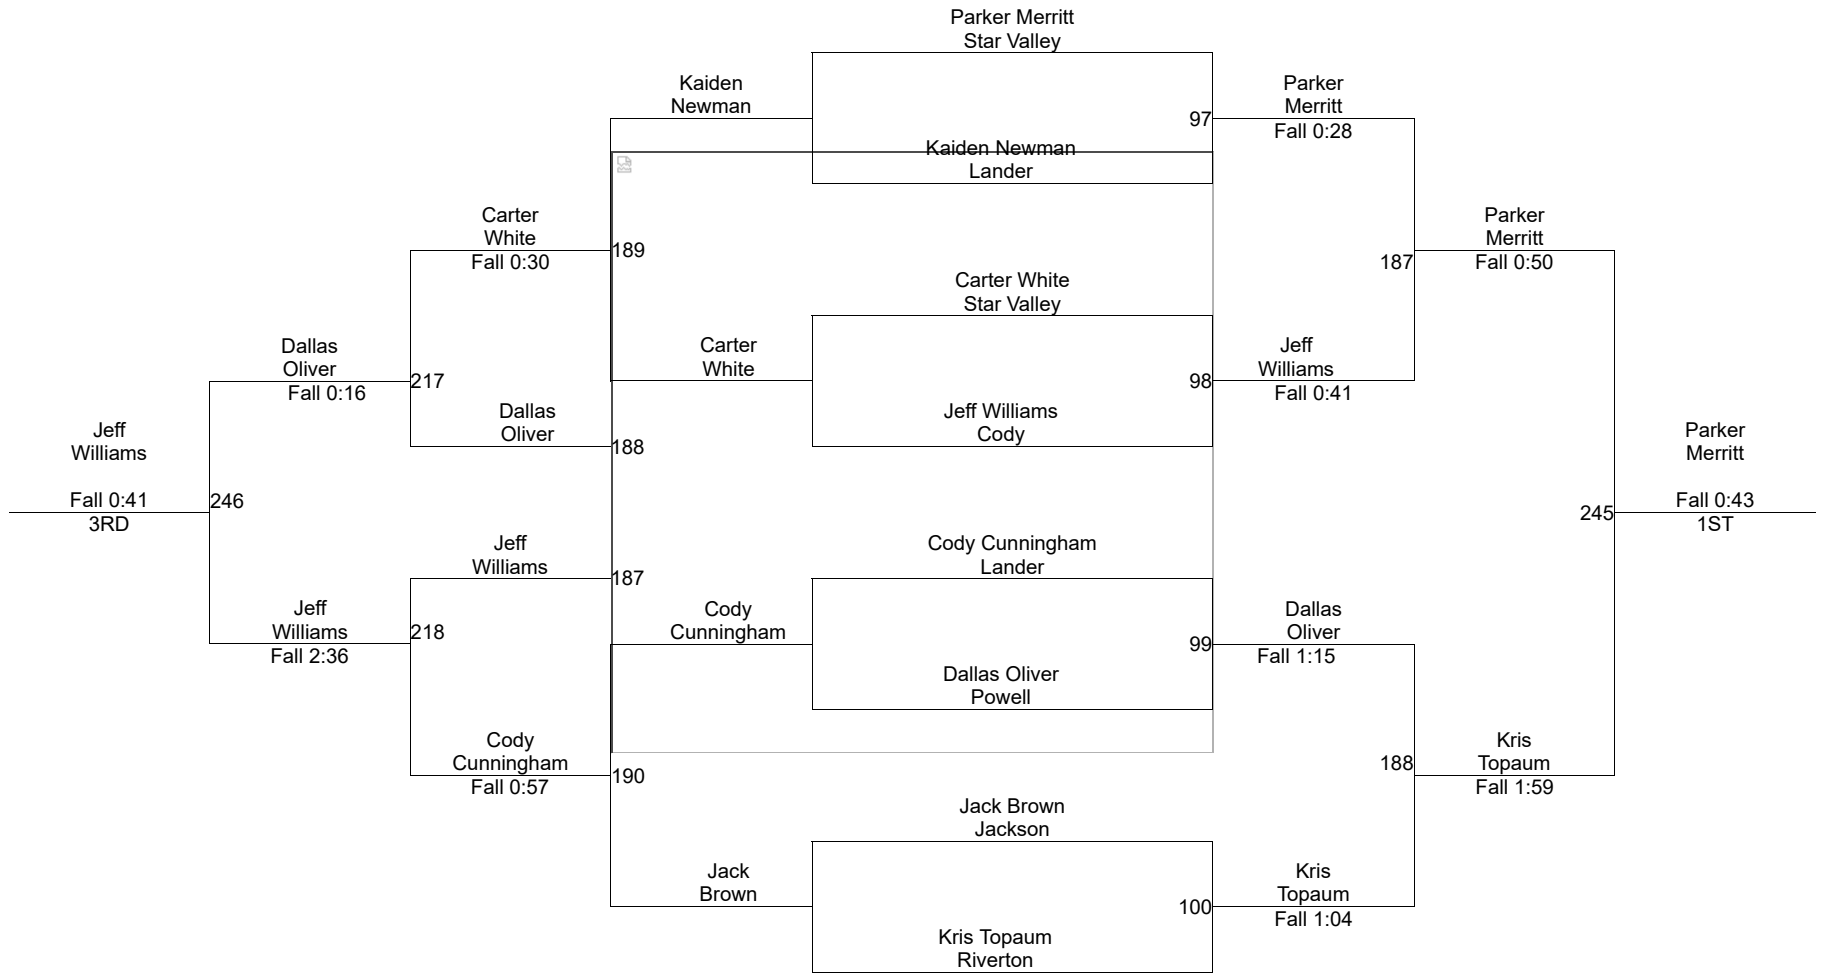 Parker Merritt
Star Valley
Kaiden
Newman
Parker
Merritt
97
Fall 0:28
Kaiden Newman
Lander
Carter
White
Fall 0:30
189
Parker
Merritt
Fall 0:50
187
Carter White
Star Valley
Dallas
Oliver
Fall 0:16
217
Carter
White
98
Jeff
Williams
Fall 0:41
Dallas
Oliver
188
Jeff Williams
Cody
Jeff
Williams
Fall 0:41
3RD
246
Parker
Merritt
Fall 0:43
1ST
245
Jeff
Williams
187
Cody Cunningham
Lander
Jeff
Williams
Fall 2:36
218
Cody
Cunningham
99
Dallas
Oliver
Fall 1:15
Dallas Oliver
Powell
Cody
Cunningham
Fall 0:57
190
188
Kris
Topaum
Fall 1:59
Jack Brown
Jackson
Jack
Brown
100
Kris
Topaum
Fall 1:04
Kris Topaum
Riverton